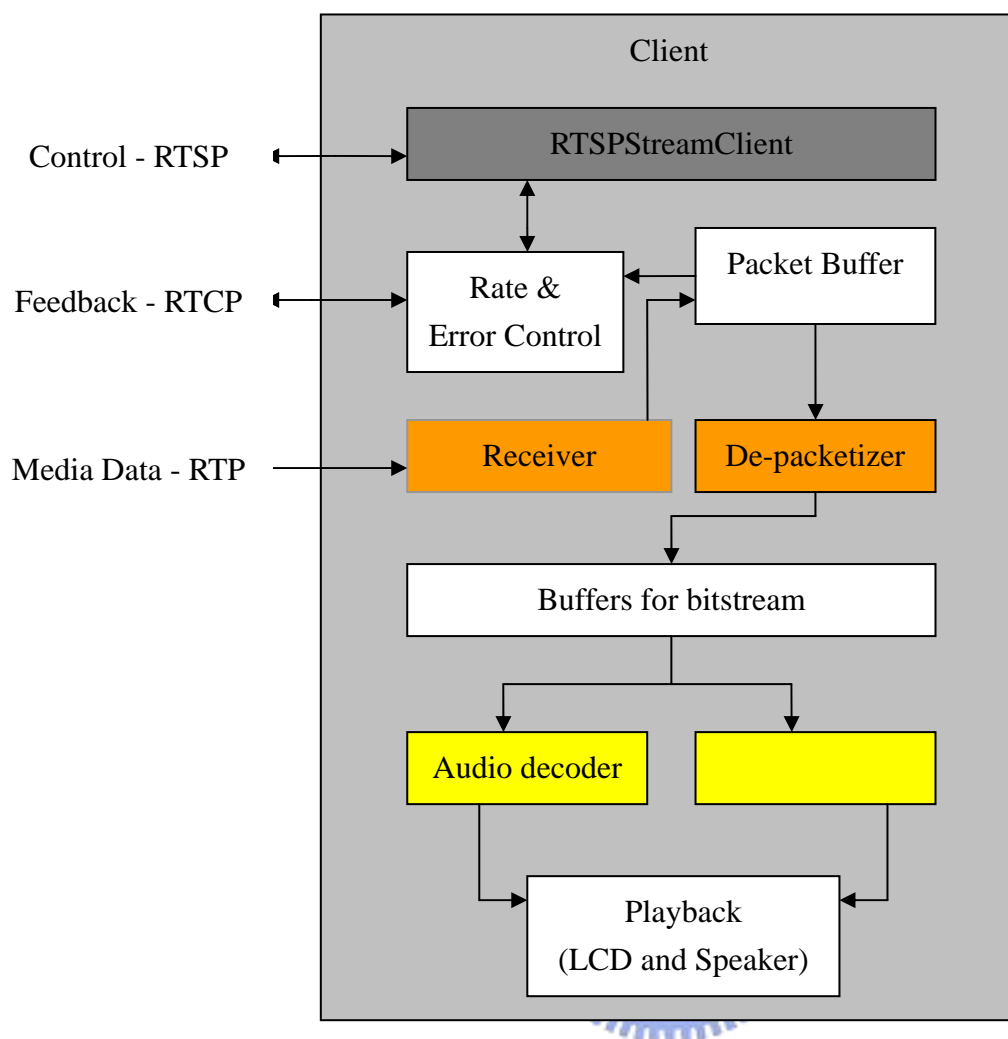 Client
Control - RTSP
RTSPStreamClient
Packet Buffer
Feedback - RTCP
Rate &
Error Control
Media Data - RTP
Receiver
De-packetizer
Buffers for bitstream
Audio decoder
Playback
(LCD and Speaker)